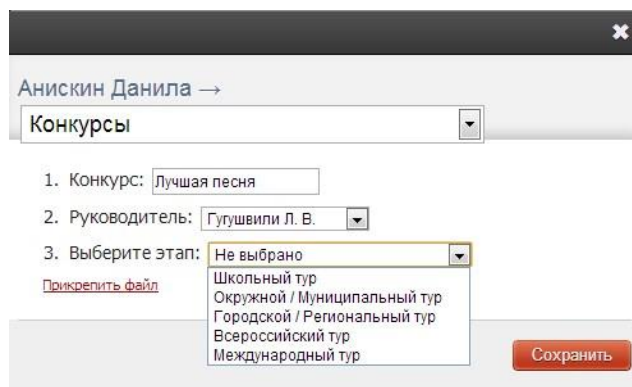 Анискин Данила →
Конкурсы
1. Конкурс: Лучшая песня
2. Руководитель: Гугушвили Л. В.
3. Выберите этап: Не выбрано
Прикрепить файл
Школьный тур
Окружной / Муниципальный тур
Городской / Региональный тур
Всероссийский тур
Международный тур
Сохранить